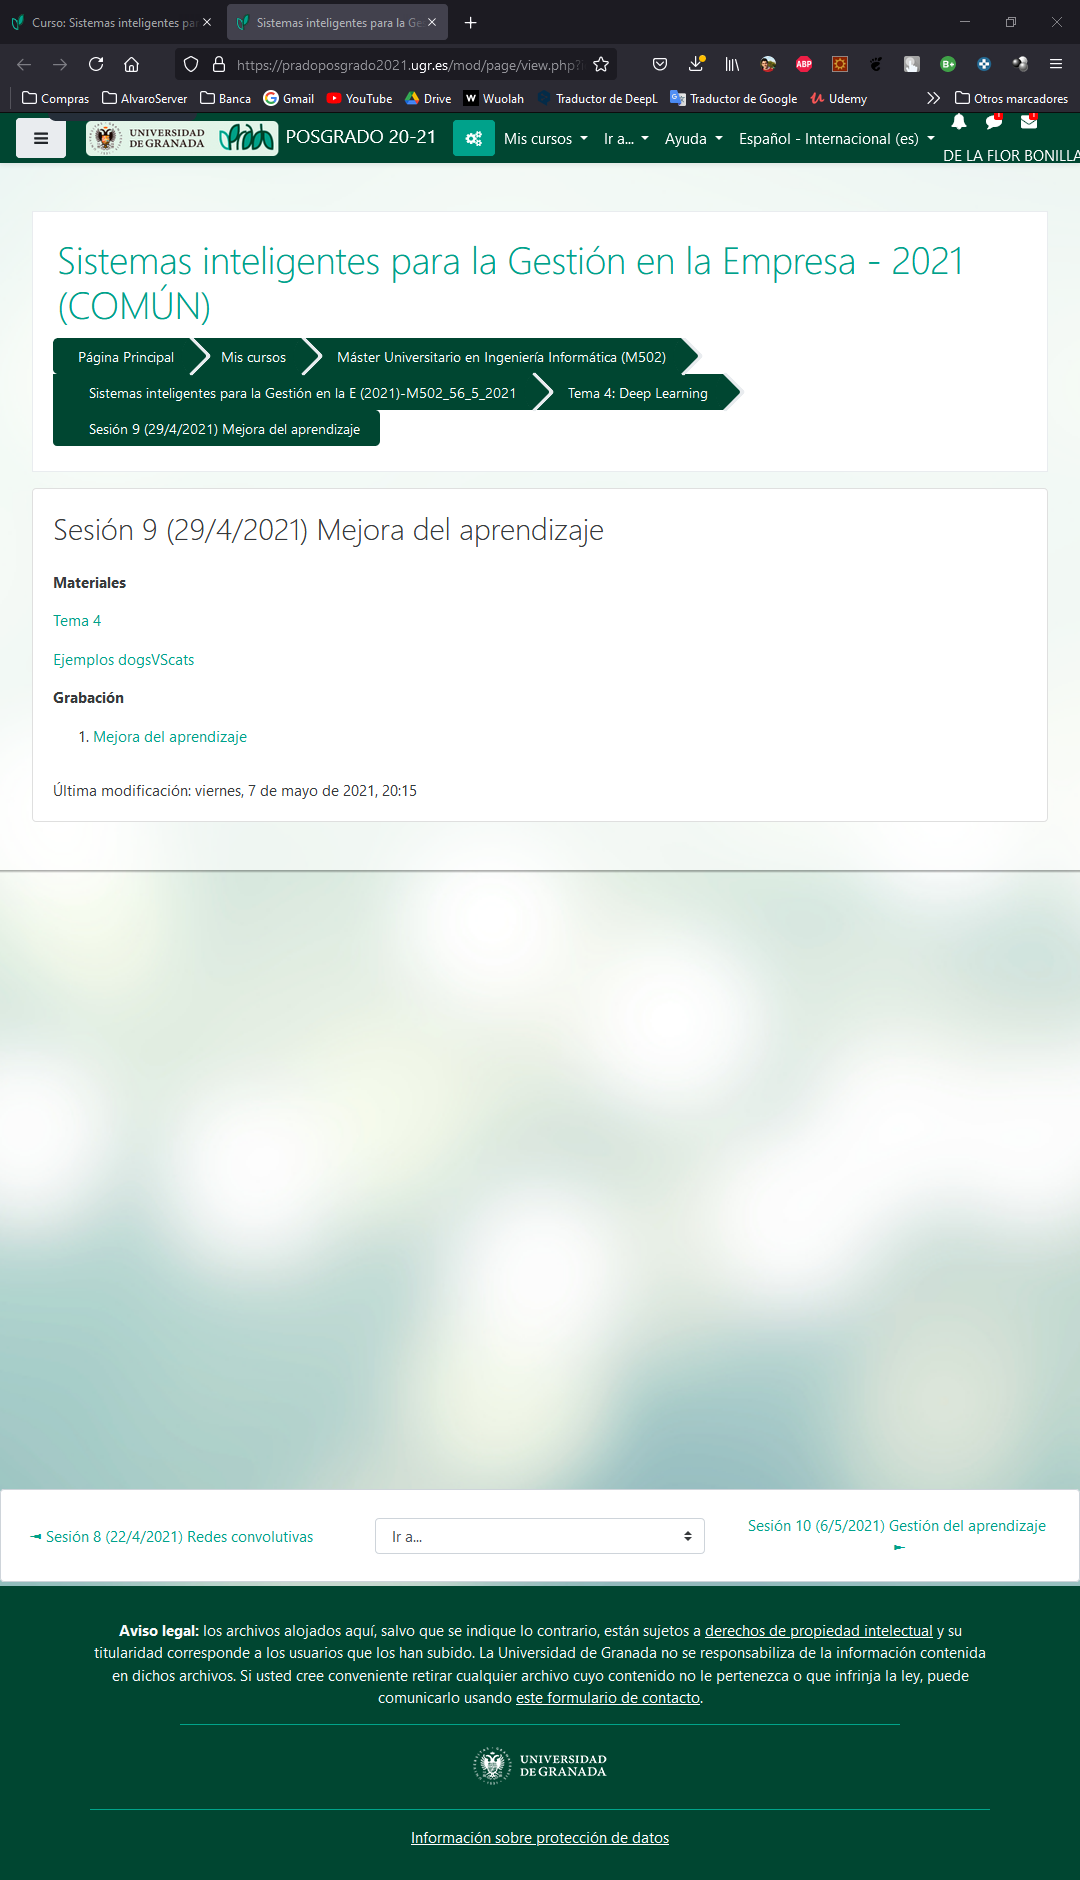 Curso: Sistemas inteligentes pa
Sistemas inteligentes para la Ge
https://pradoposgrado2021.ugr.es/mod/page/view.php?i
Compras
AlvaroServer
Banca
Gmail
YouTube
Drive
Wuolah
Traductor de DeepL
Traductor de Google
Udemy
Otros marcadores
UNIVERSIDAD
DE GRANADA
POSGRADO 20-21
Mis cursos
Ir a...
Ayuda
Español - Internacional (es)
DE LA FLOR BONILLA
Sistemas inteligentes para la Gestión en la Empresa - 2021
(COMÚN)
Página Principal
Mis cursos
Máster Universitario en Ingeniería Informática (M502)
Sistemas inteligentes para la Gestión en la E (2021)-M502_56_5_2021
Tema 4: Deep Learning
Sesión 9 (29/4/2021) Mejora del aprendizaje
Sesión 9 (29/4/2021) Mejora del aprendizaje
Materiales
Tema 4
Ejemplos dogsVScats
Grabación
1. Mejora del aprendizaje
Última modificación: viernes, 7 de mayo de 2021, 20:15
◄ Sesión 8 (22/4/2021) Redes convolutivas
Ir a...
Sesión 10 (6/5/2021) Gestión del aprendizaje
►
Aviso legal: los archivos alojados aquí, salvo que se indique lo contrario, están sujetos a derechos de propiedad intelectual y su
titularidad corresponde a los usuarios que los han subido. La Universidad de Granada no se responsabiliza de la información contenida
en dichos archivos. Si usted cree conveniente retirar cualquier archivo cuyo contenido no le pertenezca o que infrinja la ley, puede
comunicarlo usando este formulario de contacto.
UNIVERSIDAD
DE GRANADA
Información sobre protección de datos